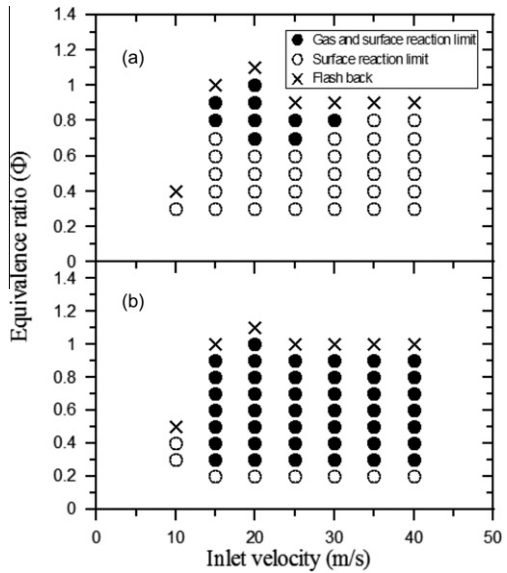 1.4
(a)
Gas and surface reaction limit
Surface reaction limit
Flash back
1.2
1
0.8
0.6
0.4
0.2
0
Equivalence ratio (Φ)
1.4
(b)
1.2
1
0.8
0.6
0.4
0.2
0
0 10 20 30 40 50
Inlet velocity (m/s)